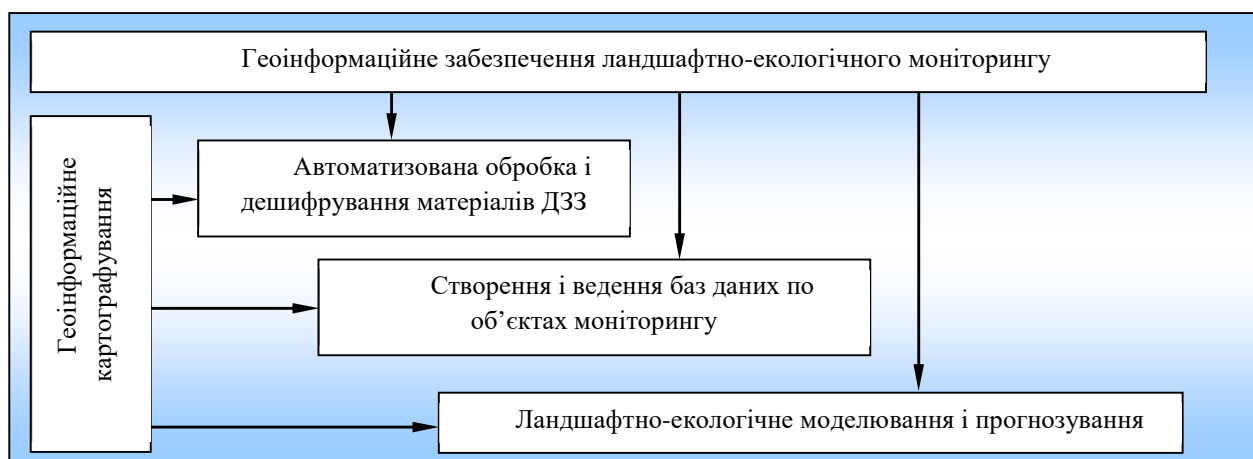 Геоінформаційне забезпечення ландшафтно-екологічного моніторингу
Геоінформаційне
картографування
Автоматизована обробка і
дешифрування матеріалів ДЗЗ
Створення і ведення баз даних по
об’єктах моніторингу
Ландшафтно-екологічне моделювання і прогнозування